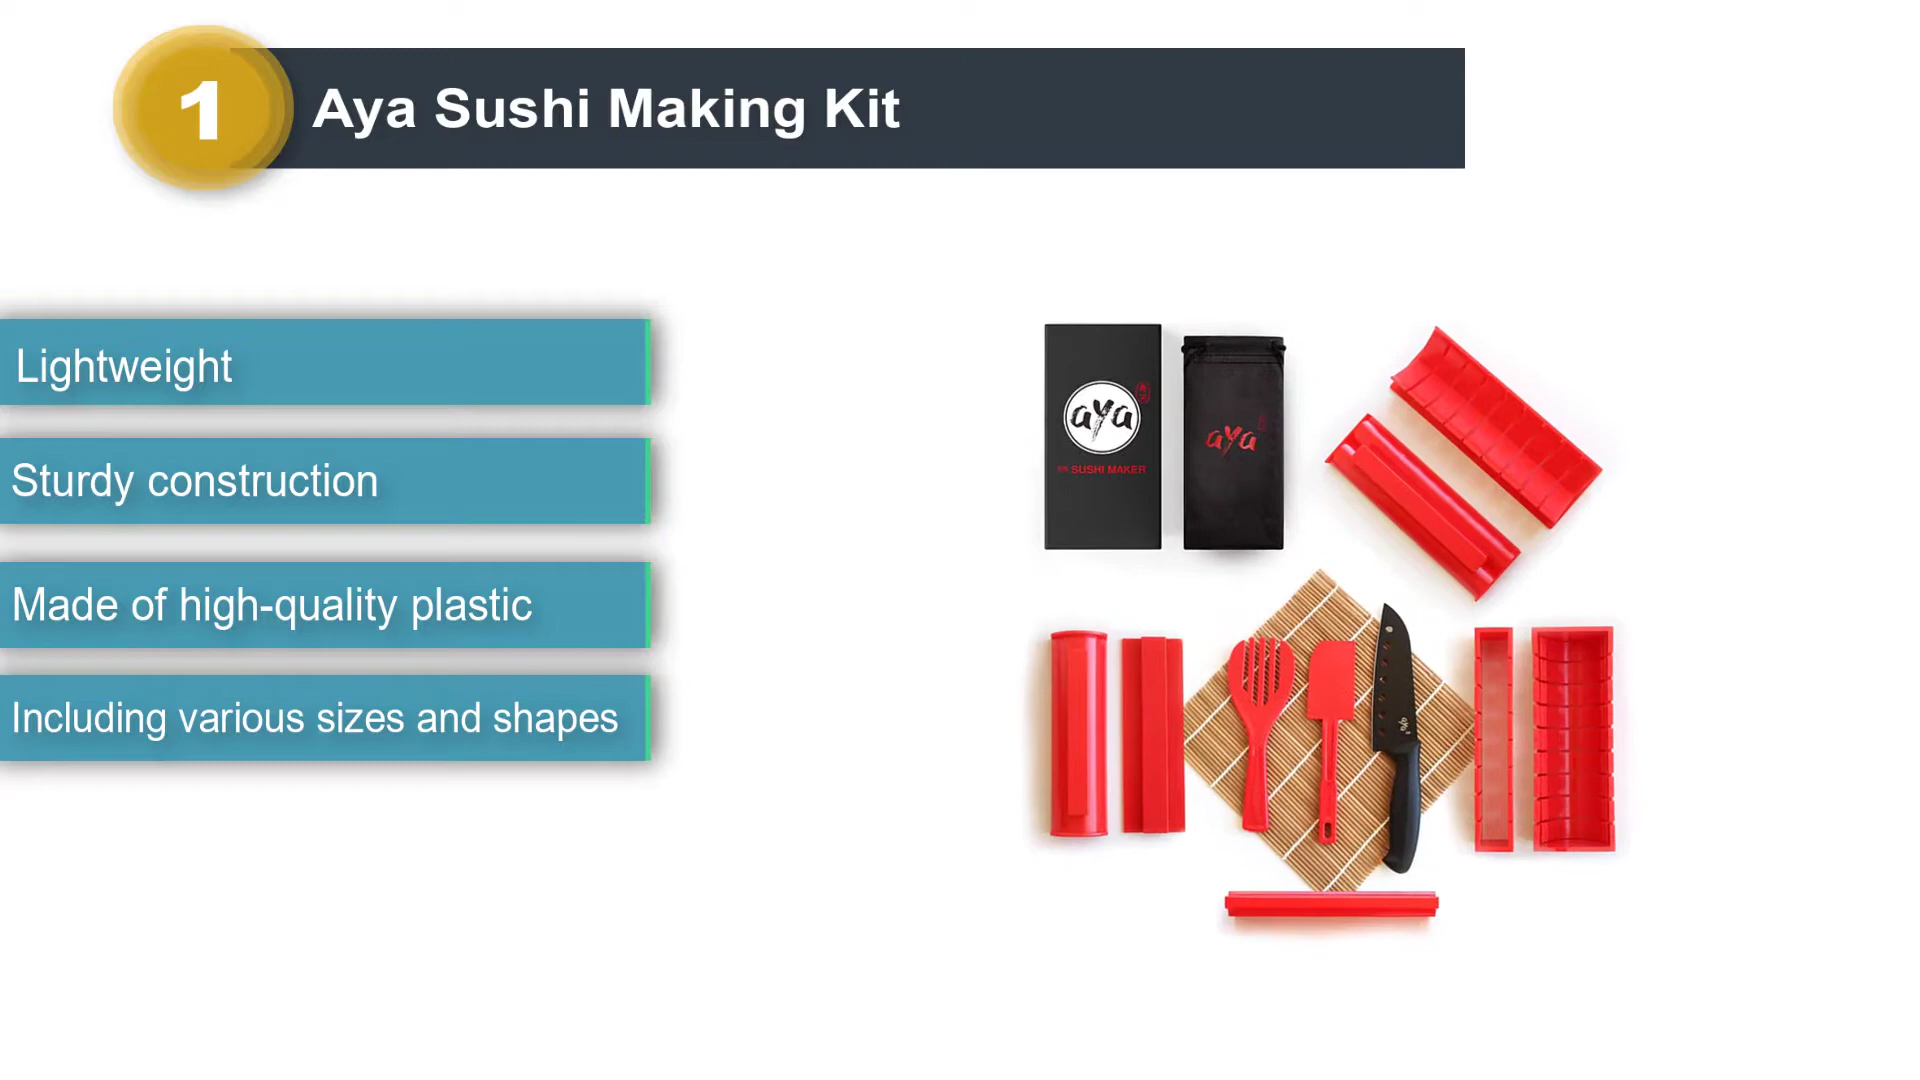 1
Aya Sushi Making Kit
Lightweight
Sturdy construction
Made of high-quality plastic
Including various sizes and shapes
aya
SUSHI MAKER
aya
aya